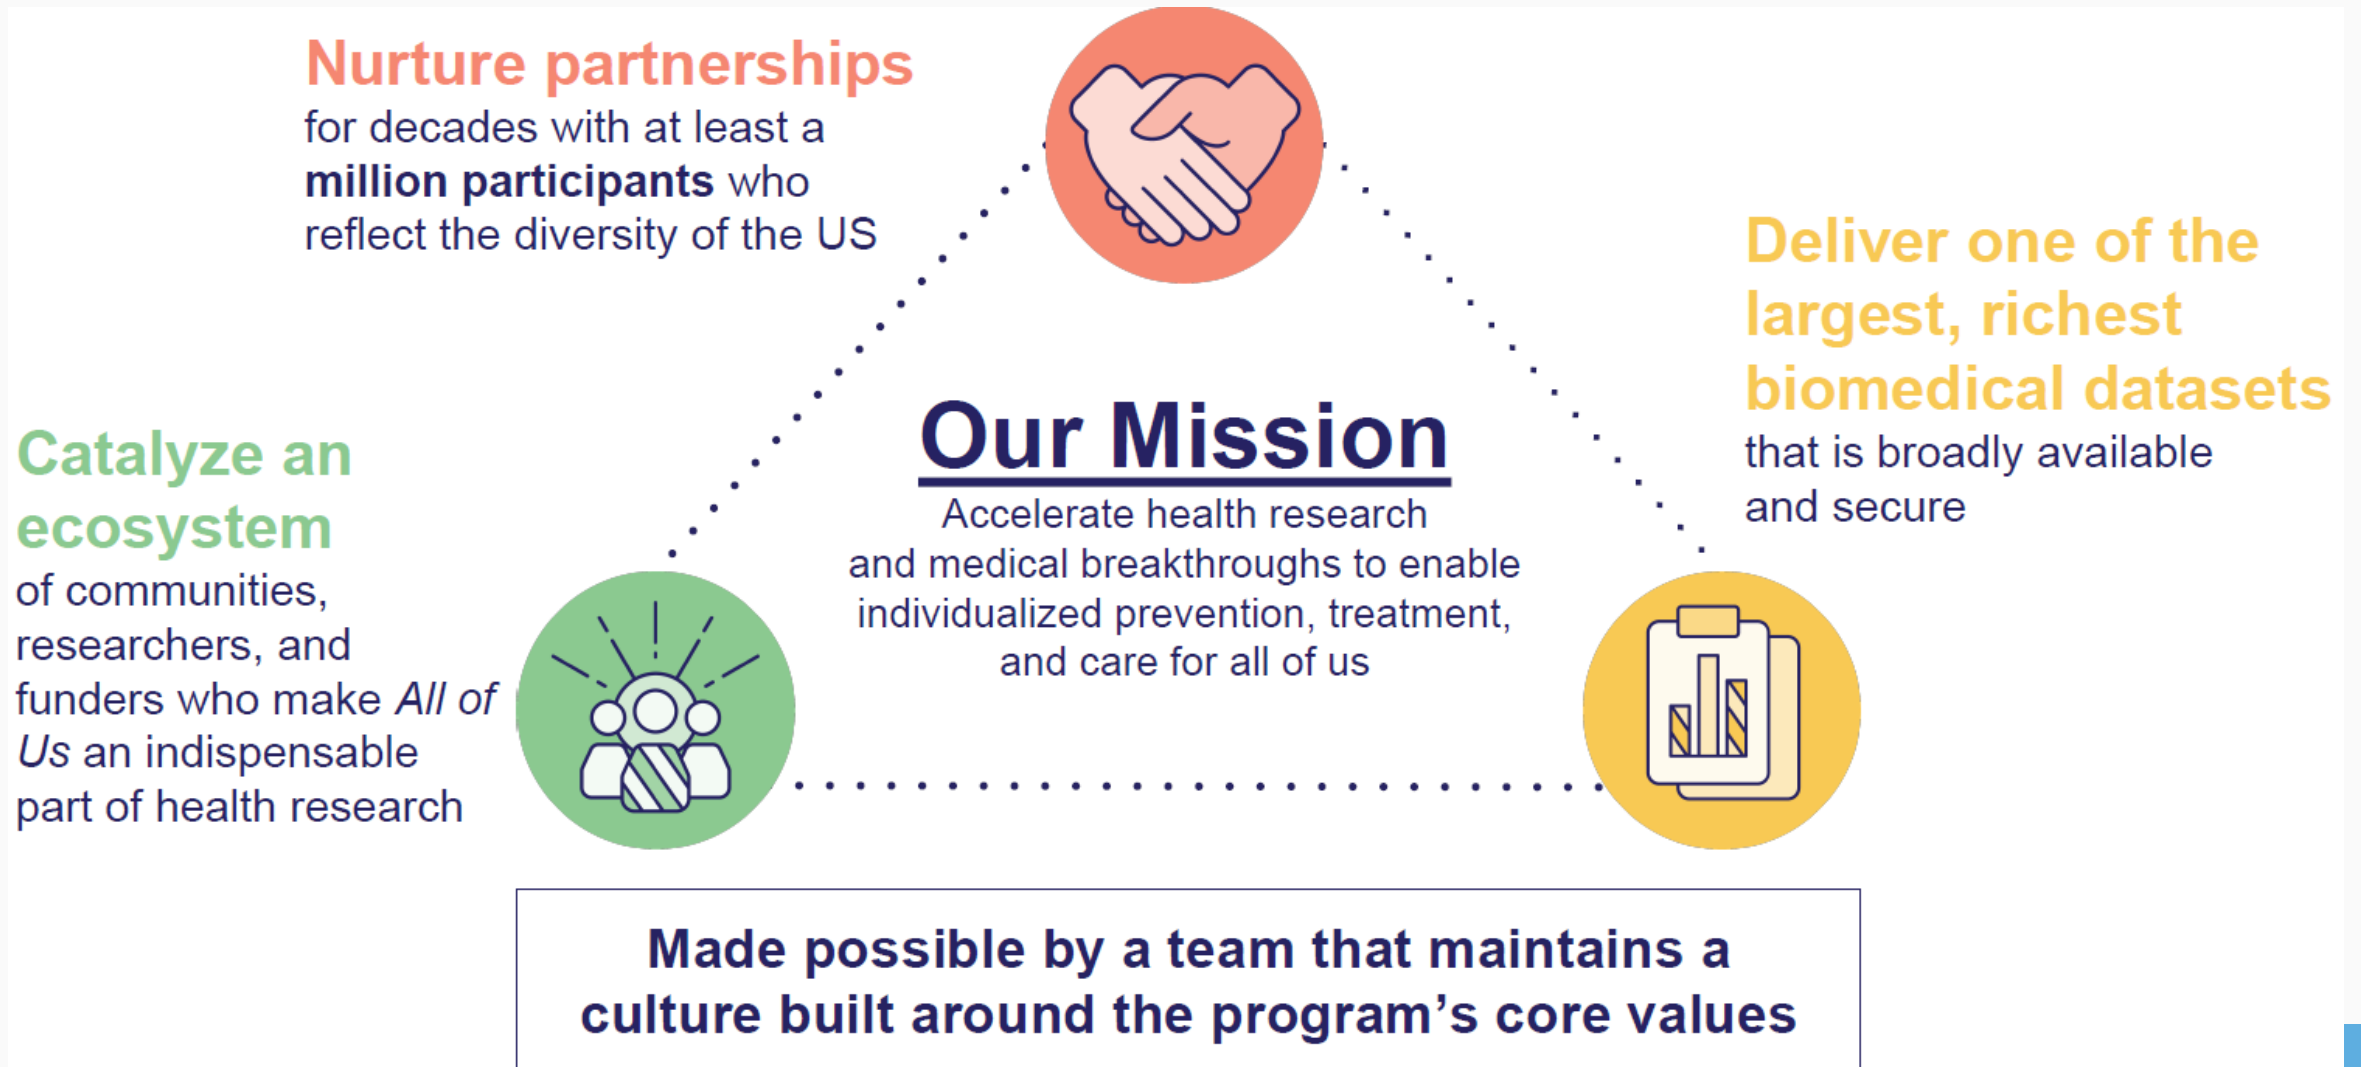 Nurture partnerships
for decades with at least a
million participants who
reflect the diversity of the US
Deliver one of the
largest, richest
biomedical datasets
that is broadly available
and secure
Catalyze an
ecosystem
of communities,
researchers, and
funders who make All of
Us an indispensable
part of health research
Our Mission
Accelerate health research
and medical breakthroughs to enable
individualized prevention, treatment,
and care for all of us
Made possible by a team that maintains a
culture built around the program’s core values